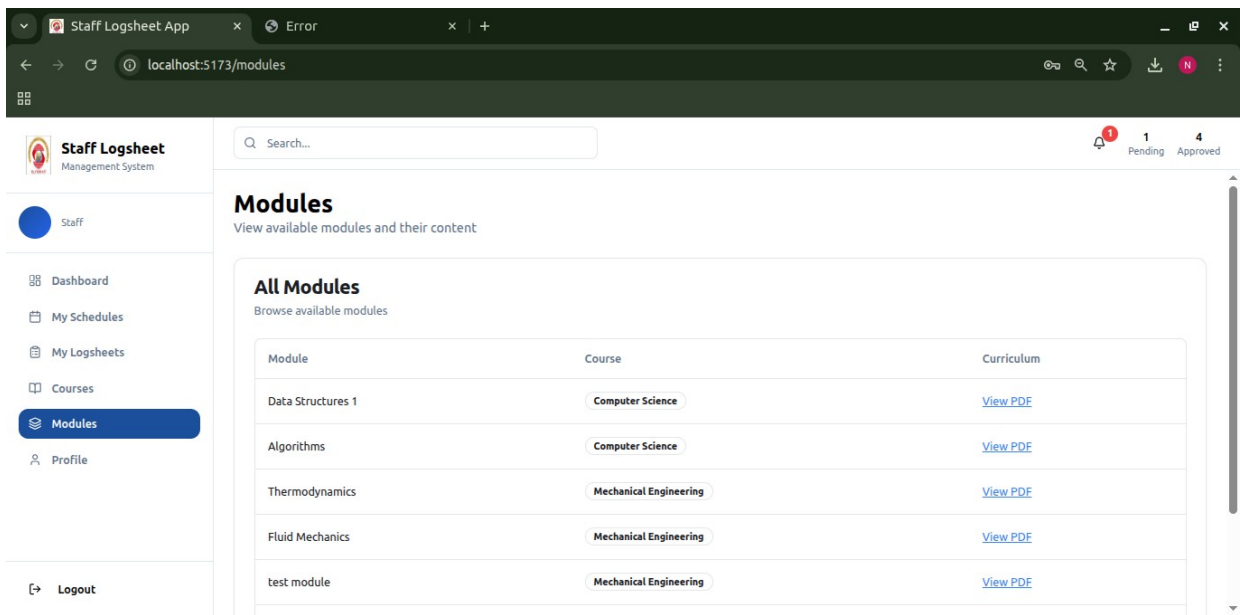 Staff Logsheet App
Error
localhost:5173/modules
N
Staff Logsheet
Management System
Search...
1
1
Pending
4
Approved
Staff
Dashboard
My Schedules
My Logsheets
Courses
Modules
Profile
Logout
Modules
View available modules and their content
All Modules
Browse available modules
Module Course Curriculum
Data Structures 1 Computer Science View PDF
Algorithms Computer Science View PDF
Thermodynamics Mechanical Engineering View PDF
Fluid Mechanics Mechanical Engineering View PDF
test module Mechanical Engineering View PDF